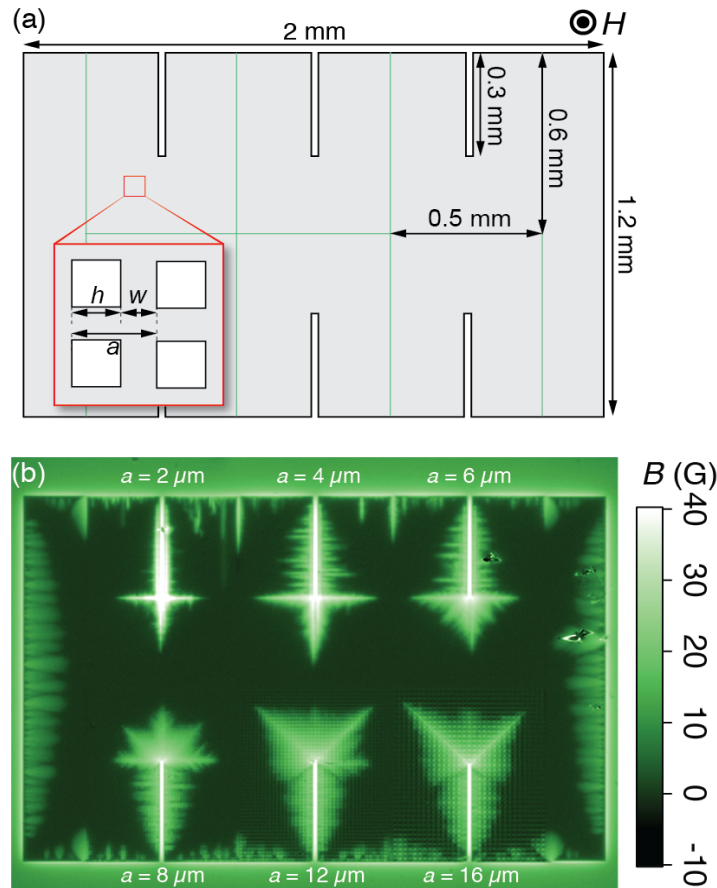 (a)
2 mm
H
0.3 mm
0.6 mm
1.2 mm
0.5 mm
h
w
a
(b)
a = 2 μm
a = 4 μm
a = 6 μm
B (G)
40
30
20
10
0
-10
a = 8 μm
a = 12 μm
a = 16 μm